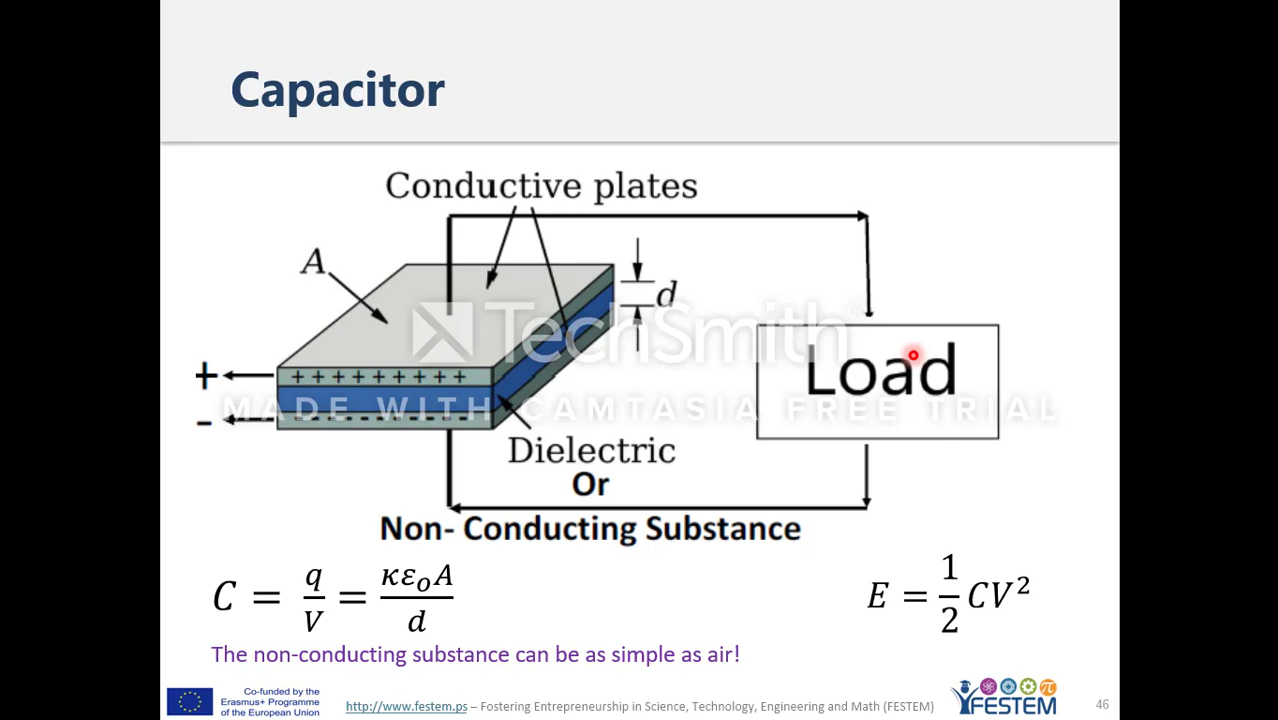 Capacitor
Conductive plates
A
d
+ + + + + + + + +
+
-
- - - - - - - - -
TechSmith
MADE WITH CAMTASIA FREE TRIAL
Load
Dielectric
Or
Non- Conducting Substance
C = q/V = κε₀A/d
E = 1/2 CV²
The non-conducting substance can be as simple as air!
Co-funded by the
Erasmus+ Programme
of the European Union
http://www.festem.ps – Fostering Entrepreneurship in Science, Technology, Engineering and Math (FESTEM)
FESTEM
π
46